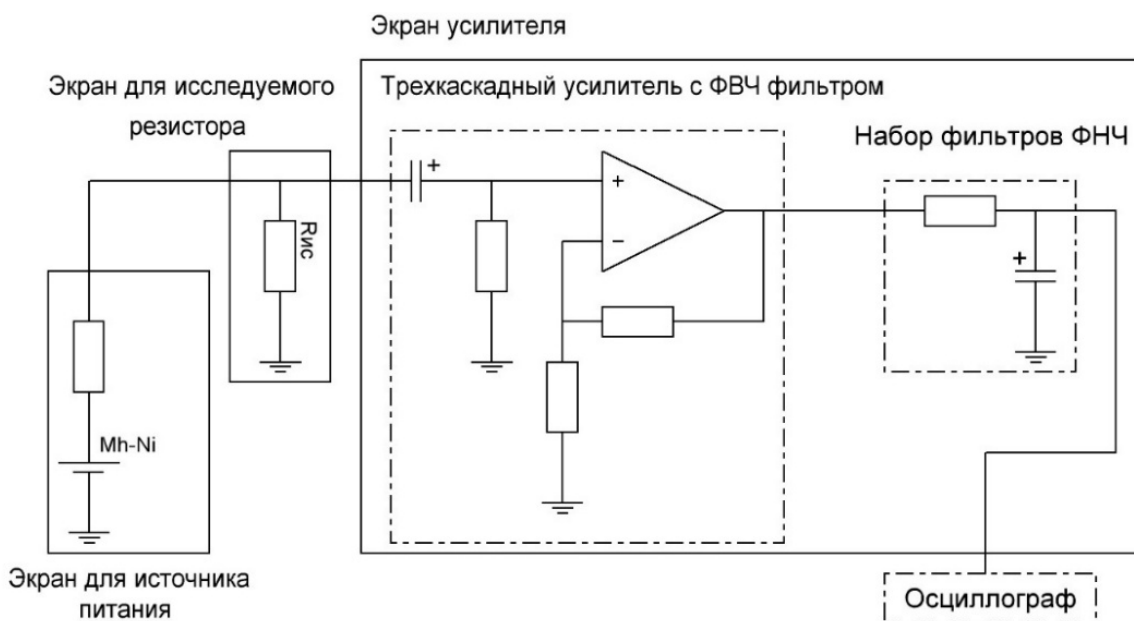 Экран усилителя
Экран для исследуемого
резистора
Трехкаскадный усилитель с ФВЧ фильтром
Набор фильтров ФНЧ
+
+
Rис
−
+
Mh-Ni
Экран для источника
питания
Осциллограф